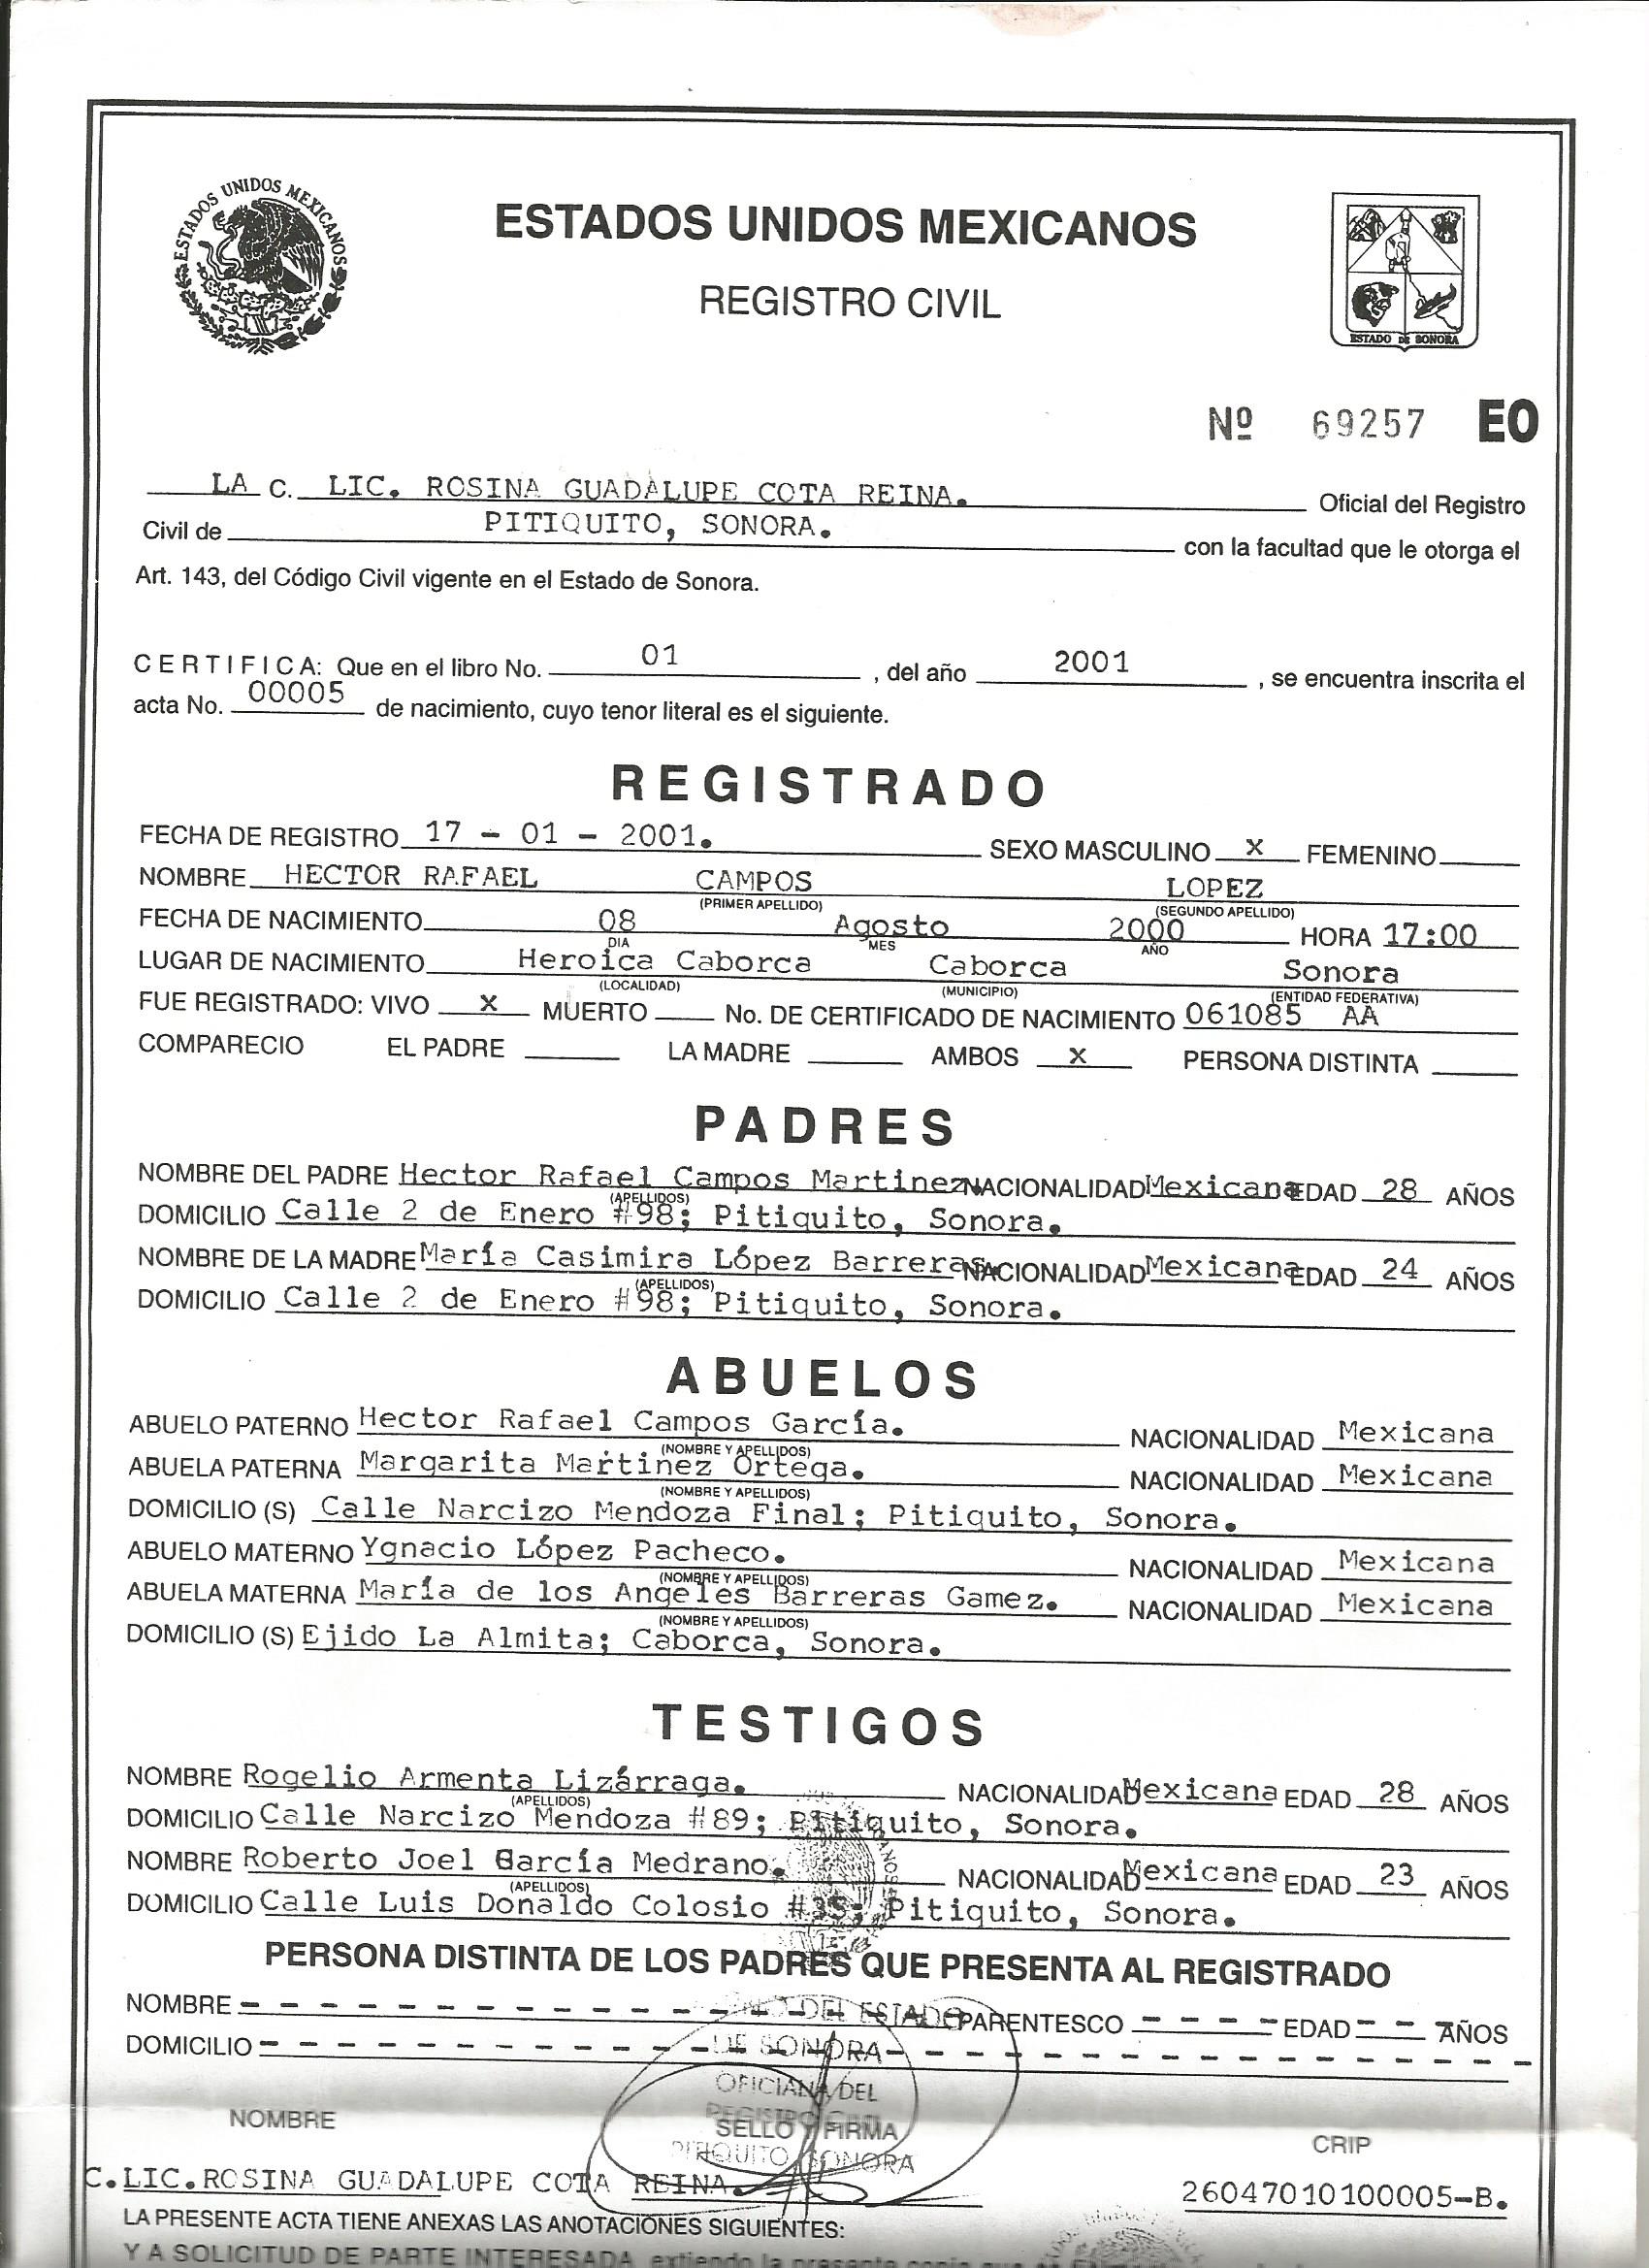 ESTADOS UNIDOS MEXICANOS
ESTADOS UNIDOS MEXICANOS
REGISTRO CIVIL
ESTADO DE SONORA
Nº 69257 EO
LA C. LIC. ROSINA GUADALUPE COTA REINA. Oficial del Registro
Civil de PITIQUITO, SONORA. con la facultad que le otorga el
Art. 143, del Código Civil vigente en el Estado de Sonora.
CERTIFICA: Que en el libro No. 01 , del año 2001 , se encuentra inscrita el
acta No. 00005 de nacimiento, cuyo tenor literal es el siguiente.
REGISTRADO
FECHA DE REGISTRO 17 - 01 - 2001. SEXO MASCULINO X FEMENINO
NOMBRE HECTOR RAFAEL CAMPOS LOPEZ
(PRIMER APELLIDO) (SEGUNDO APELLIDO)
FECHA DE NACIMIENTO 08 Agosto 2000 HORA 17:00
DIA MES AÑO
LUGAR DE NACIMIENTO Heroica Caborca Caborca Sonora
(LOCALIDAD) (MUNICIPIO) (ENTIDAD FEDERATIVA)
FUE REGISTRADO: VIVO X MUERTO No. DE CERTIFICADO DE NACIMIENTO 061085 AA
COMPARECIO EL PADRE LA MADRE AMBOS X PERSONA DISTINTA
PADRES
NOMBRE DEL PADRE Hector Rafael Campos Martinez. NACIONALIDAD Mexicana EDAD 28 AÑOS
(APELLIDOS)
DOMICILIO Calle 2 de Enero #98; Pitiquito, Sonora.
NOMBRE DE LA MADRE María Casimira López Barreras. NACIONALIDAD Mexicana EDAD 24 AÑOS
(APELLIDOS)
DOMICILIO Calle 2 de Enero #98; Pitiquito, Sonora.
ABUELOS
ABUELO PATERNO Hector Rafael Campos García. NACIONALIDAD Mexicana
(NOMBRE Y APELLIDOS)
ABUELA PATERNA Margarita Martinez Ortega. NACIONALIDAD Mexicana
(NOMBRE Y APELLIDOS)
DOMICILIO (S) Calle Narcizo Mendoza Final; Pitiquito, Sonora.
ABUELO MATERNO Ygnacio López Pacheco. NACIONALIDAD Mexicana
(NOMBRE Y APELLIDOS)
ABUELA MATERNA María de los Angeles Barreras Gamez. NACIONALIDAD Mexicana
(NOMBRE Y APELLIDOS)
DOMICILIO (S) Ejido La Almita; Caborca, Sonora.
TESTIGOS
NOMBRE Rogelio Armenta Lizárraga. NACIONALIDAD Mexicana EDAD 28 AÑOS
(APELLIDOS)
DOMICILIO Calle Narcizo Mendoza #89; Pitiquito, Sonora.
NOMBRE Roberto Joel García Medrano. NACIONALIDAD Mexicana EDAD 23 AÑOS
(APELLIDOS)
DOMICILIO Calle Luis Donaldo Colosio #35; Pitiquito, Sonora.
PERSONA DISTINTA DE LOS PADRES QUE PRESENTA AL REGISTRADO
NOMBRE PARENTESCO EDAD AÑOS
DEL ESTADO
DOMICILIO
DE SONORA
OFICIANA DEL
REGISTRO CIVIL
NOMBRE SELLO Y FIRMA CRIP
PITIQUITO SONORA
C.LIC.ROSINA GUADALUPE COTA REINA. 26047010100005-B.
LA PRESENTE ACTA TIENE ANEXAS LAS ANOTACIONES SIGUIENTES:
Y A SOLICITUD DE PARTE INTERESADA, extiendo la presente copia que es